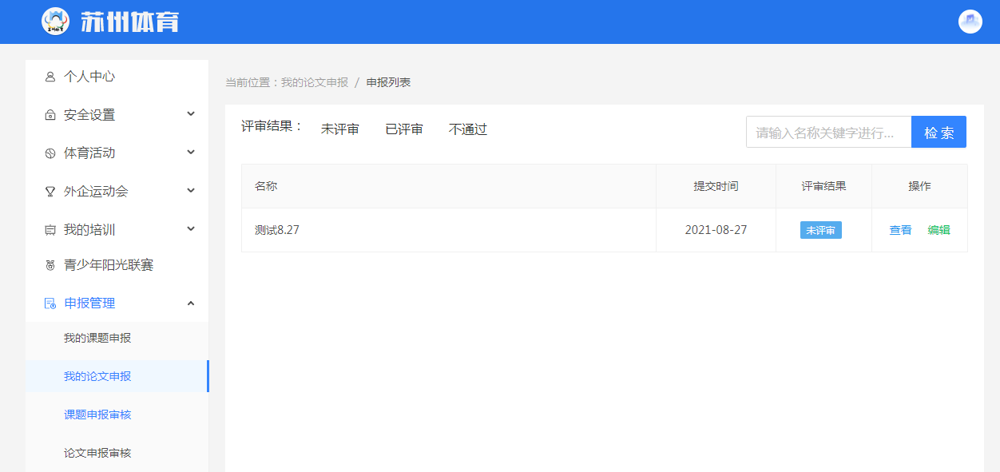 苏州体育
个人中心
安全设置
体育活动
外企运动会
我的培训
青少年阳光联赛
申报管理
我的课题申报
我的论文申报
课题申报审核
论文申报审核
当前位置：我的论文申报 / 申报列表
评审结果： 未评审 已评审 不通过
请输入名称关键字进行... 检 索
名称 提交时间 评审结果 操作
测试8.27 2021-08-27 未评审 查看 编辑